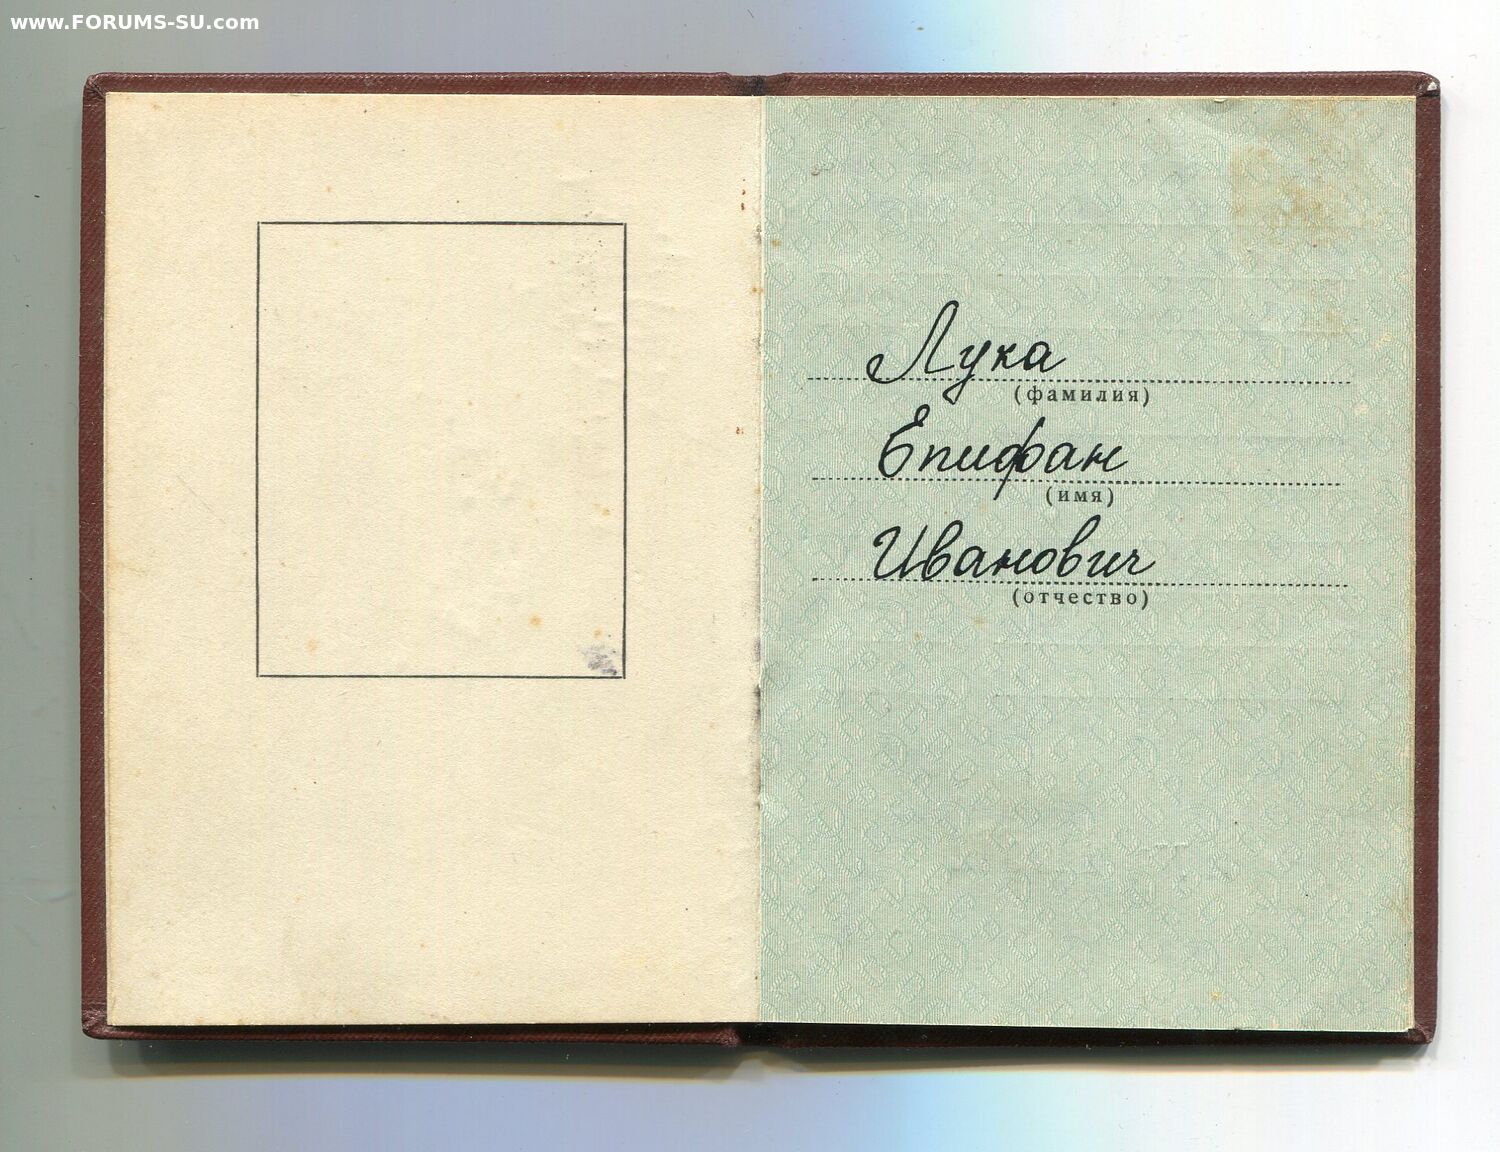 www.FORUMS-SU.com
Лука
(фамилия)
Епифан
(имя)
Иванович
(отчество)